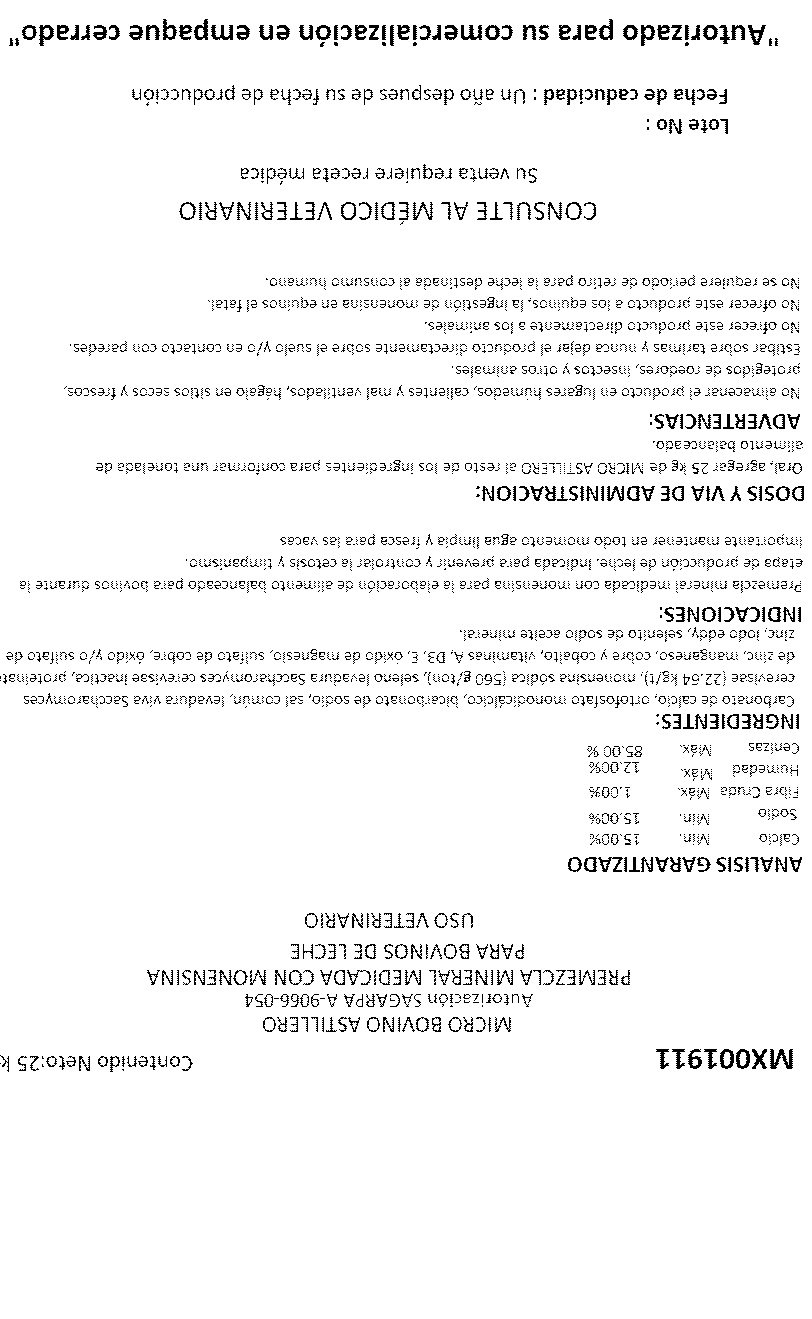 MX001911
Contenido Neto:25 k
MICRO BOVINO ASTILLERO
Autorización SAGARPA A-9066-054
PREMEZCLA MINERAL MEDICADA CON MONENSINA
PARA BOVINOS DE LECHE
USO VETERINARIO
ANALISIS GARANTIZADO
Calcio Min. 15.00%
Sodio Min. 15.00%
Fibra Cruda Máx. 1.00%
Humedad Máx. 12.00%
Cenizas Máx. 85.00 %
INGREDIENTES:
Carbonato de calcio, ortofosfato monodicálcico, bicarbonato de sodio, sal común, levadura viva Saccharomyces
cerevisae (22.64 kg/t), monensina sódica (560 g/ton), seleno levadura Saccharomyces cerevisae inactica, proteinat
de zinc, manganeso, cobre y cobalto, vitaminas A, D3, E, óxido de magnesio, sulfato de cobre, óxido y/o sulfato de
zinc, iodo eddy, selenito de sodio aceite mineral.
INDICACIONES:
Premezcla mineral medicada con monensina para la elaboración de alimento balanceado para bovinos durante la
etapa de producción de leche. Indicada para prevenir y controlar la cetosis y timpanismo.
Importante mantener en todo momento agua limpia y fresca para las vacas
DOSIS Y VIA DE ADMINISTRACION:
Oral, agregar 25 kg de MICRO ASTILLERO al resto de los ingredientes para conformar una tonelada de
alimento balanceado.
ADVERTENCIAS:
No almacenar el producto en lugares húmedos, calientes y mal ventilados, hágalo en sitios secos y frescos,
protegidos de roedores, insectos y otros animales.
Estibar sobre tarimas y nunca dejar el producto directamente sobre el suelo y/o en contacto con paredes.
No ofrecer este producto directamente a los animales.
No ofrecer este producto a los equinos, la ingestión de monensina en equinos el fatal.
No se requiere periodo de retiro para la leche destinada al consumo humano.
CONSULTE AL MÉDICO VETERINARIO
Su venta requiere receta médica
Lote No :
Fecha de caducidad : Un año despues de su fecha de producción
"Autorizado para su comercialización en empaque cerrado"